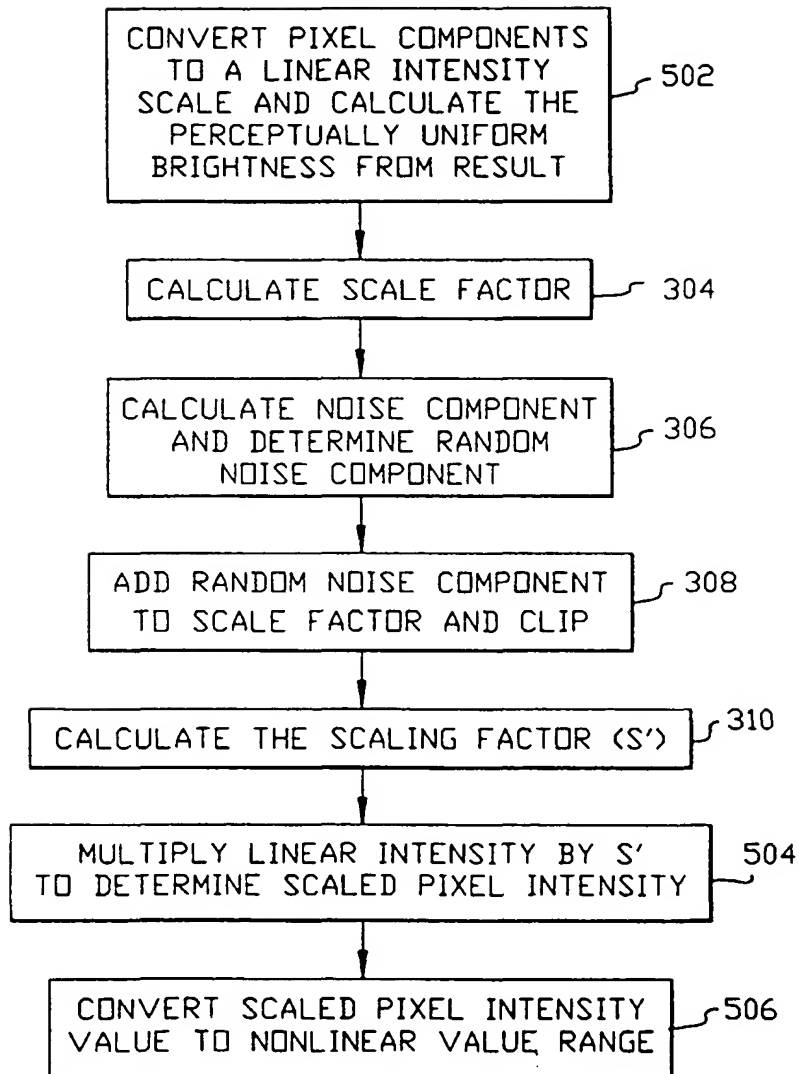 CONVERT PIXEL COMPONENTS
TO A LINEAR INTENSITY
SCALE AND CALCULATE THE
PERCEPTUALLY UNIFORM
BRIGHTNESS FROM RESULT
502
CALCULATE SCALE FACTOR
304
CALCULATE NOISE COMPONENT
AND DETERMINE RANDOM
NOISE COMPONENT
306
ADD RANDOM NOISE COMPONENT
TO SCALE FACTOR AND CLIP
308
CALCULATE THE SCALING FACTOR (S')
310
MULTIPLY LINEAR INTENSITY BY S'
TO DETERMINE SCALED PIXEL INTENSITY
504
CONVERT SCALED PIXEL INTENSITY
VALUE TO NONLINEAR VALUE RANGE
506